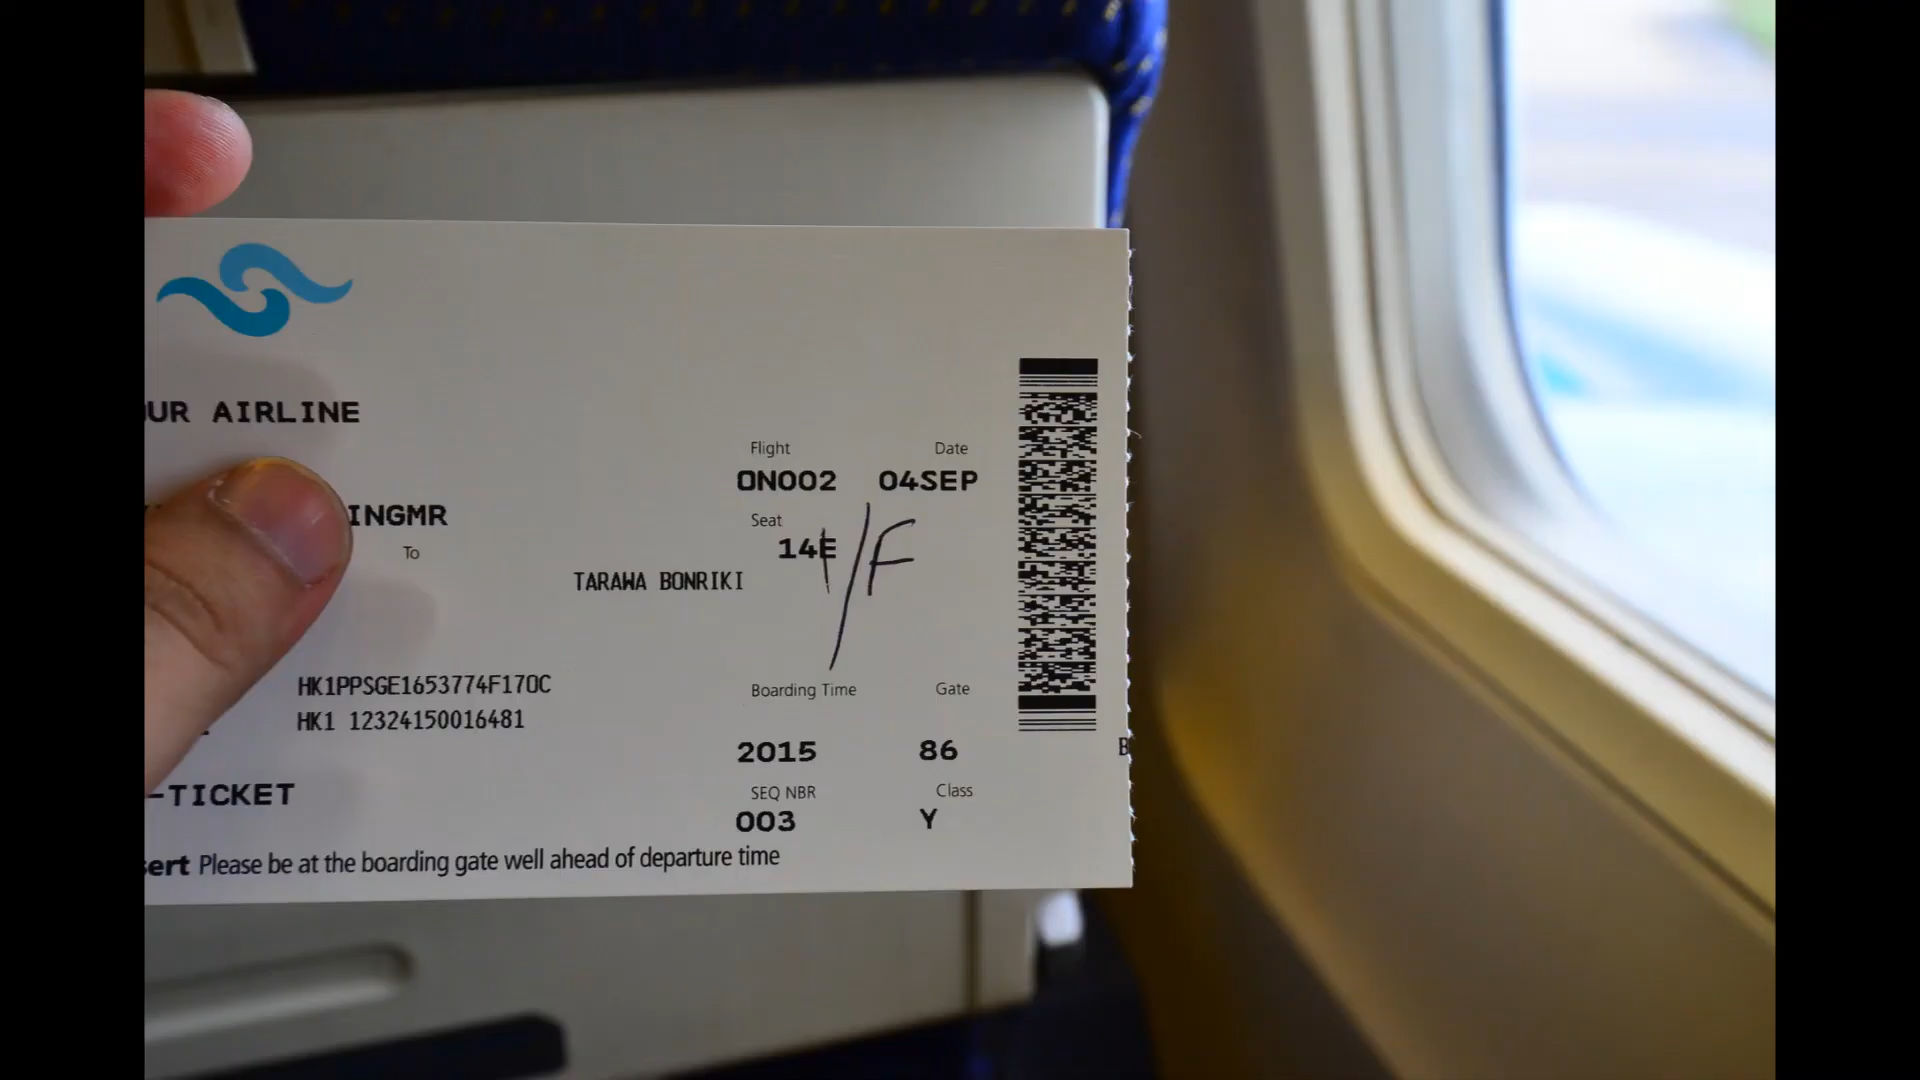 UR AIRLINE
Flight Date
ON002 04SEP
INGMR
Seat
14E /F
To
TARAWA BONRIKI
HK1PPSGE1653774F170C
HK1 12324150016481
Boarding Time Gate
2015 86
-TICKET
SEQ NBR Class
003 Y
sert Please be at the boarding gate well ahead of departure time